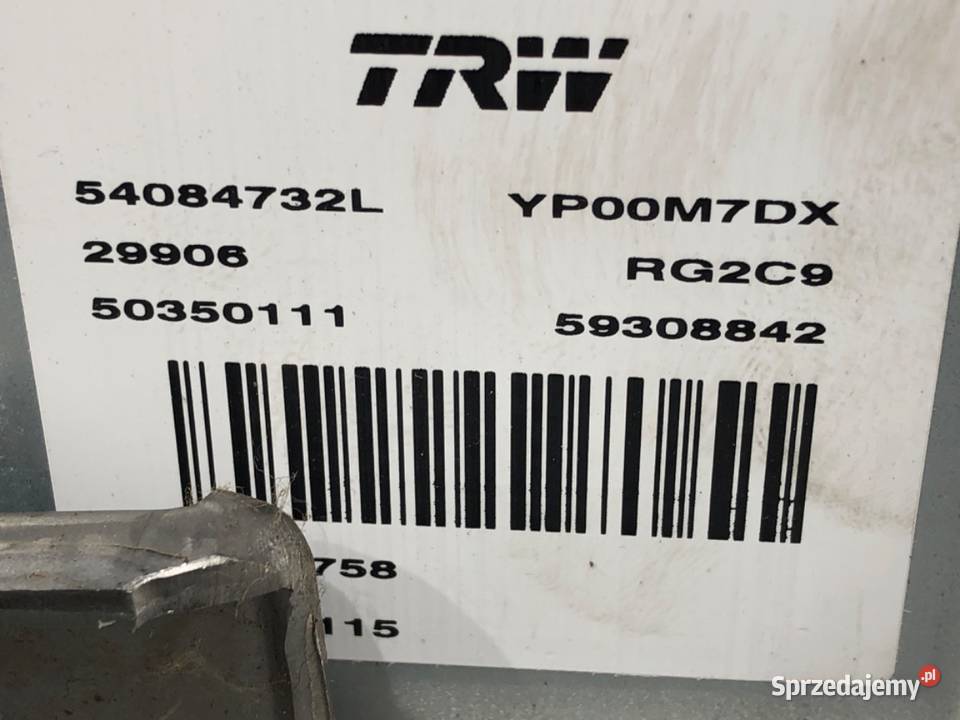 TRW
54084732L YP00M7DX
29906 RG2C9
50350111 59308842
758
115
Sprzedajemy.pl